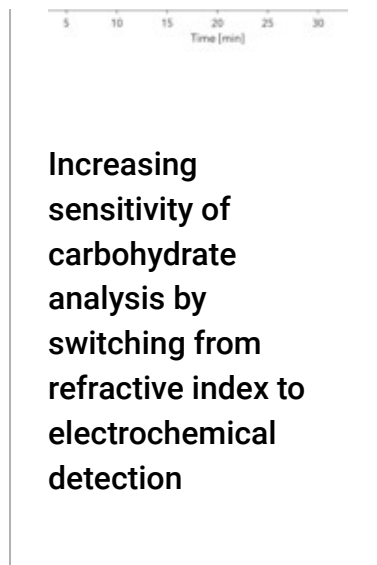 5 10 15 20 25 30
Time [min]
Increasing
sensitivity of
carbohydrate
analysis by
switching from
refractive index to
electrochemical
detection